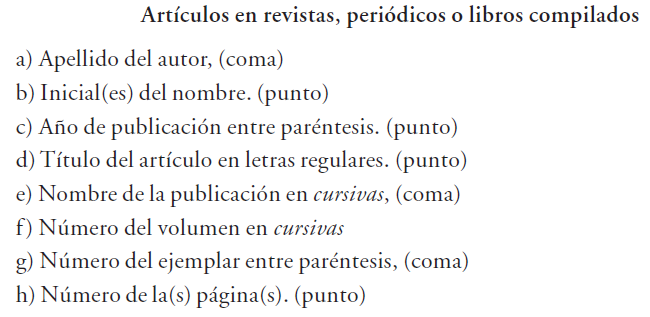 Artículos en revistas, periódicos o libros compilados
a) Apellido del autor, (coma)
b) Inicial(es) del nombre. (punto)
c) Año de publicación entre paréntesis. (punto)
d) Título del artículo en letras regulares. (punto)
e) Nombre de la publicación en cursivas, (coma)
f) Número del volumen en cursivas
g) Número del ejemplar entre paréntesis, (coma)
h) Número de la(s) página(s). (punto)